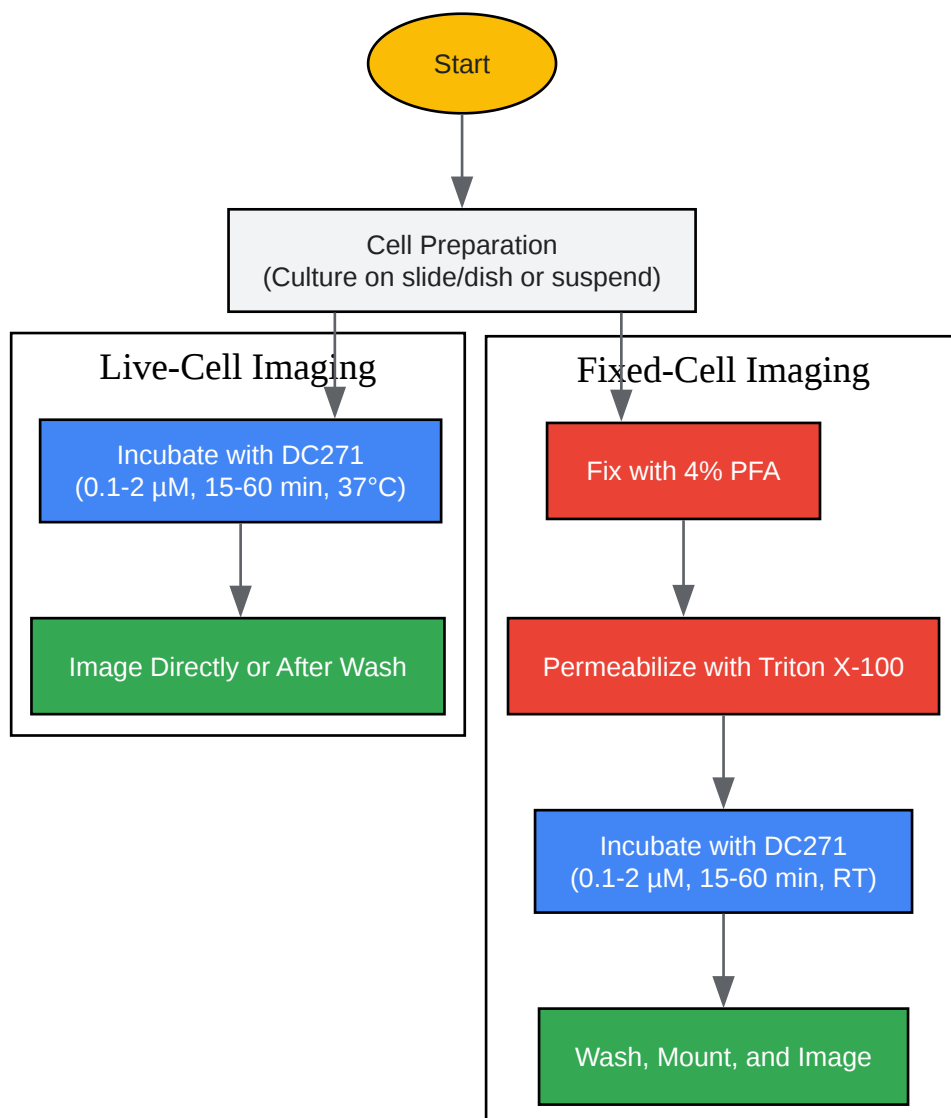 Start
Cell Preparation
(Culture on slide/dish or suspend)
Live-Cell Imaging
Incubate with DC271
(0.1-2 µM, 15-60 min, 37°C)
Image Directly or After Wash
Fixed-Cell Imaging
Fix with 4% PFA
Permeabilize with Triton X-100
Incubate with DC271
(0.1-2 µM, 15-60 min, RT)
Wash, Mount, and Image